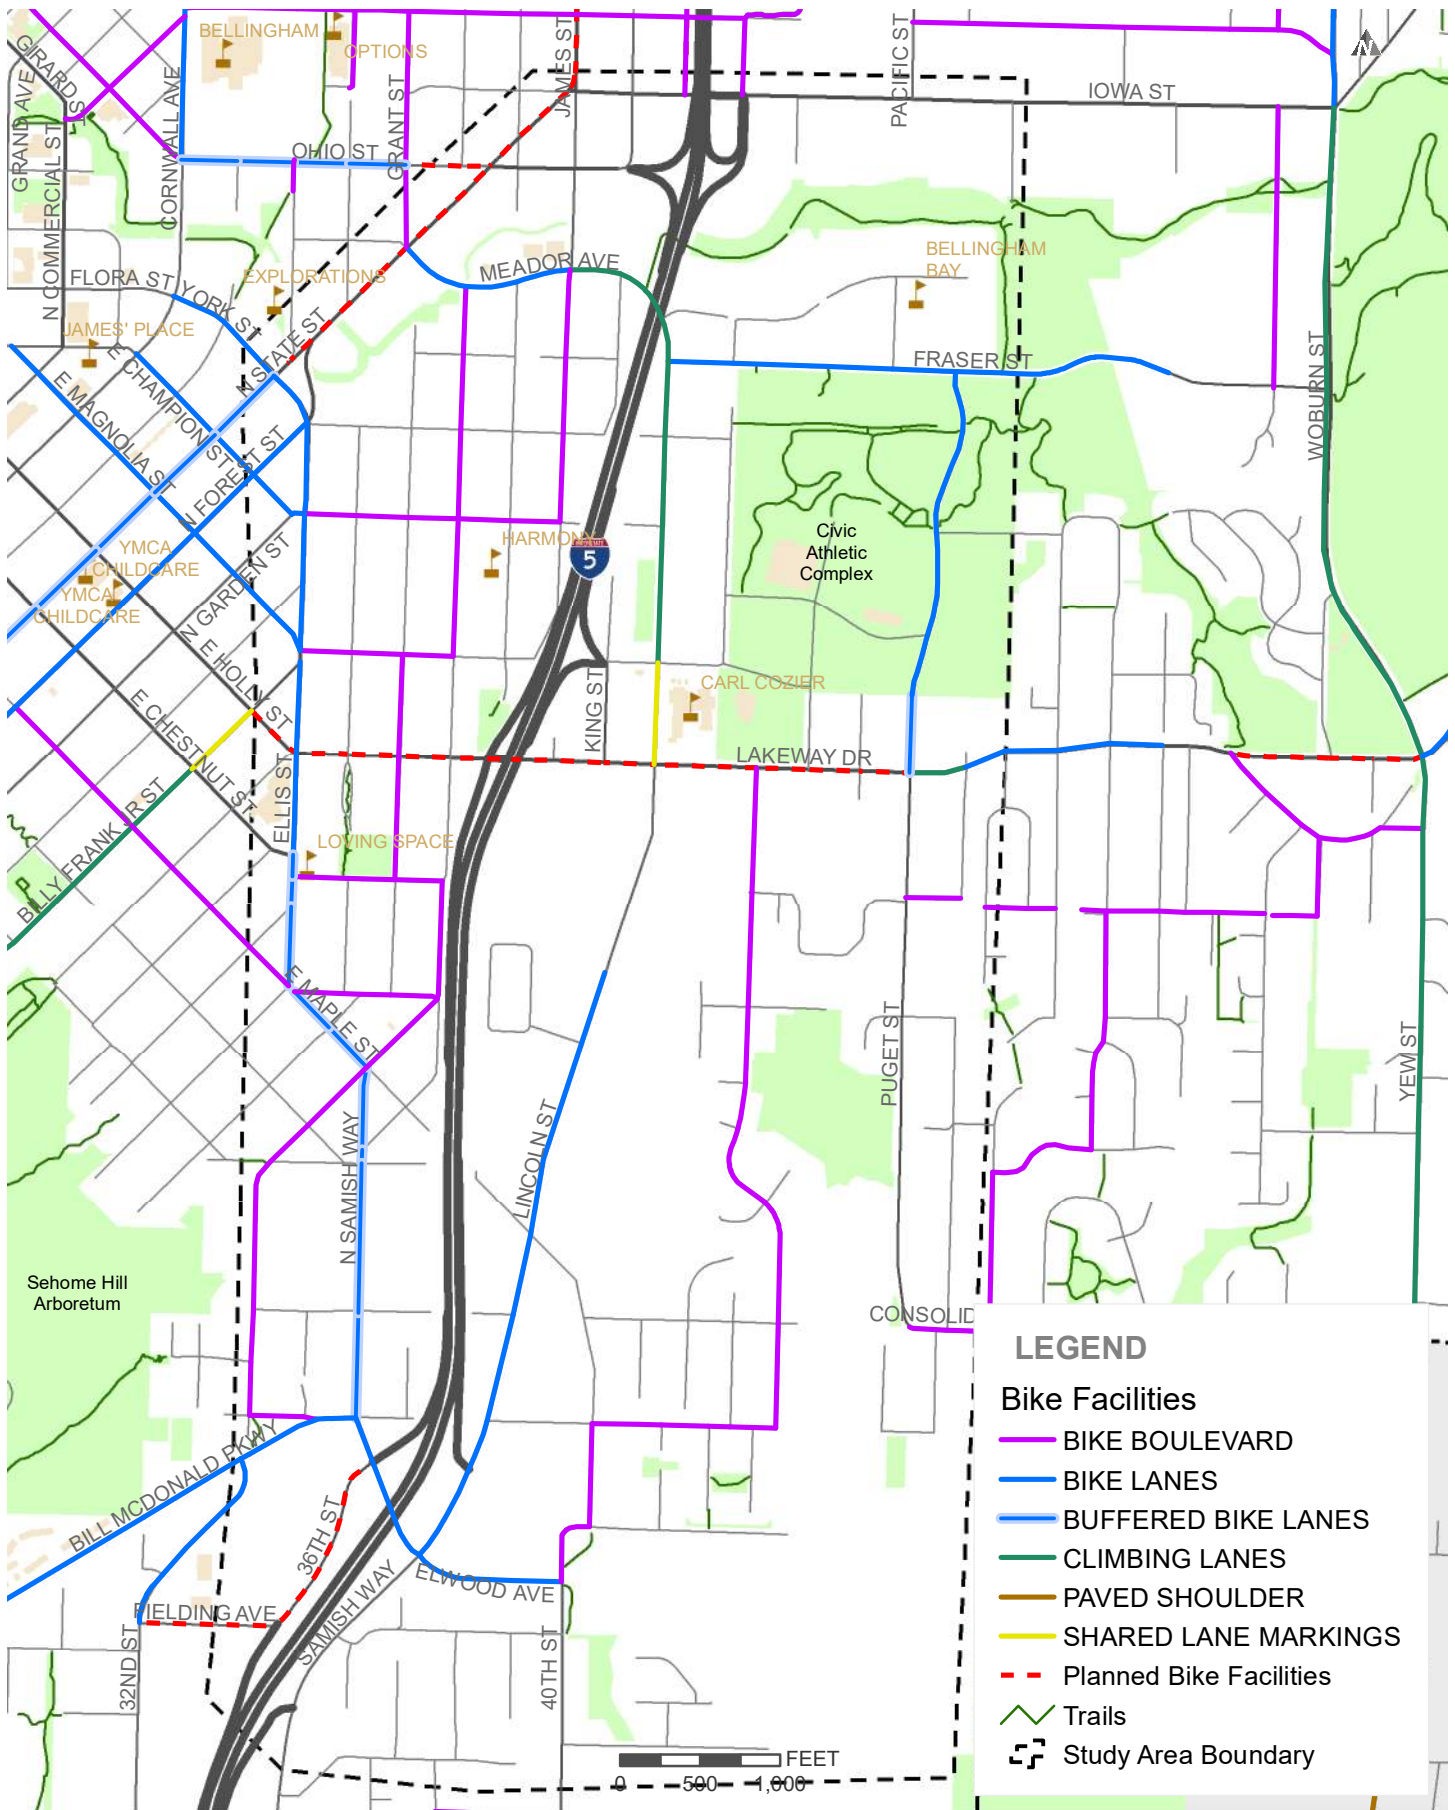 BELLINGHAM
OPTIONS
JAMES ST
PACIFIC ST
N
GIRARD ST
GRAND AVE
N COMMERCIAL ST
CORNWALL AVE
GRANT ST
IOWA ST
OHIO ST
FLORA ST
YORK ST
EXPLORATIONS
MEADOR AVE
BELLINGHAM
BAY
JAMES' PLACE
N STATE ST
FRASER ST
WOBURN ST
E CHAMPION ST
E MAGNOLIA ST
N FOREST ST
HARMONY
INTERSTATE
5
Civic
Athletic
Complex
YMCA
CHILDCARE
YMCA
CHILDCARE
N GARDEN ST
E HOLLY ST
KING ST
CARL COZIER
E CHESTNUT ST
LAKEWAY DR
ELLIS ST
BILLY FRANK JR ST
LOVING SPACE
E MAPLE ST
PUGET ST
YEW ST
N SAMISH WAY
LINCOLN ST
Sehome Hill
Arboretum
CONSOLID
BILL MCDONALD PKWY
36TH ST
SAMISH WAY
ELWOOD AVE
FIELDING AVE
32ND ST
40TH ST
LEGEND
Bike Facilities
BIKE BOULEVARD
BIKE LANES
BUFFERED BIKE LANES
CLIMBING LANES
PAVED SHOULDER
SHARED LANE MARKINGS
Planned Bike Facilities
Trails
Study Area Boundary
FEET
0 500 1,000